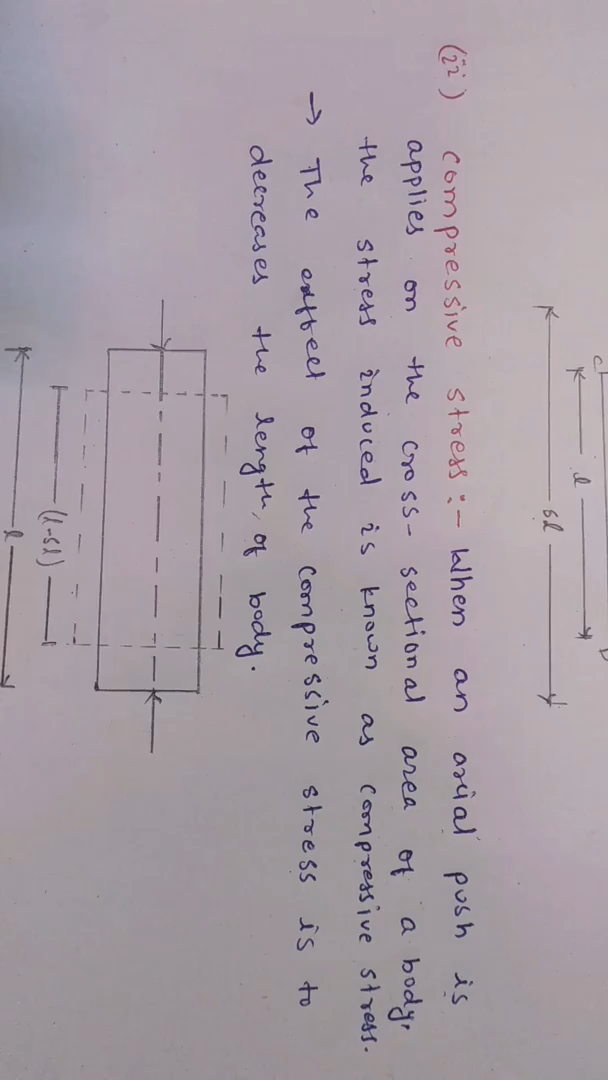 l
δl
(ii) compressive stress:- When an axial push is
applies on the cross-sectional area of a body,
the stress induced is known as compressive stress.
→ The effect of the compressive stress is to
decreases the length, of body.
(l-δl)
l